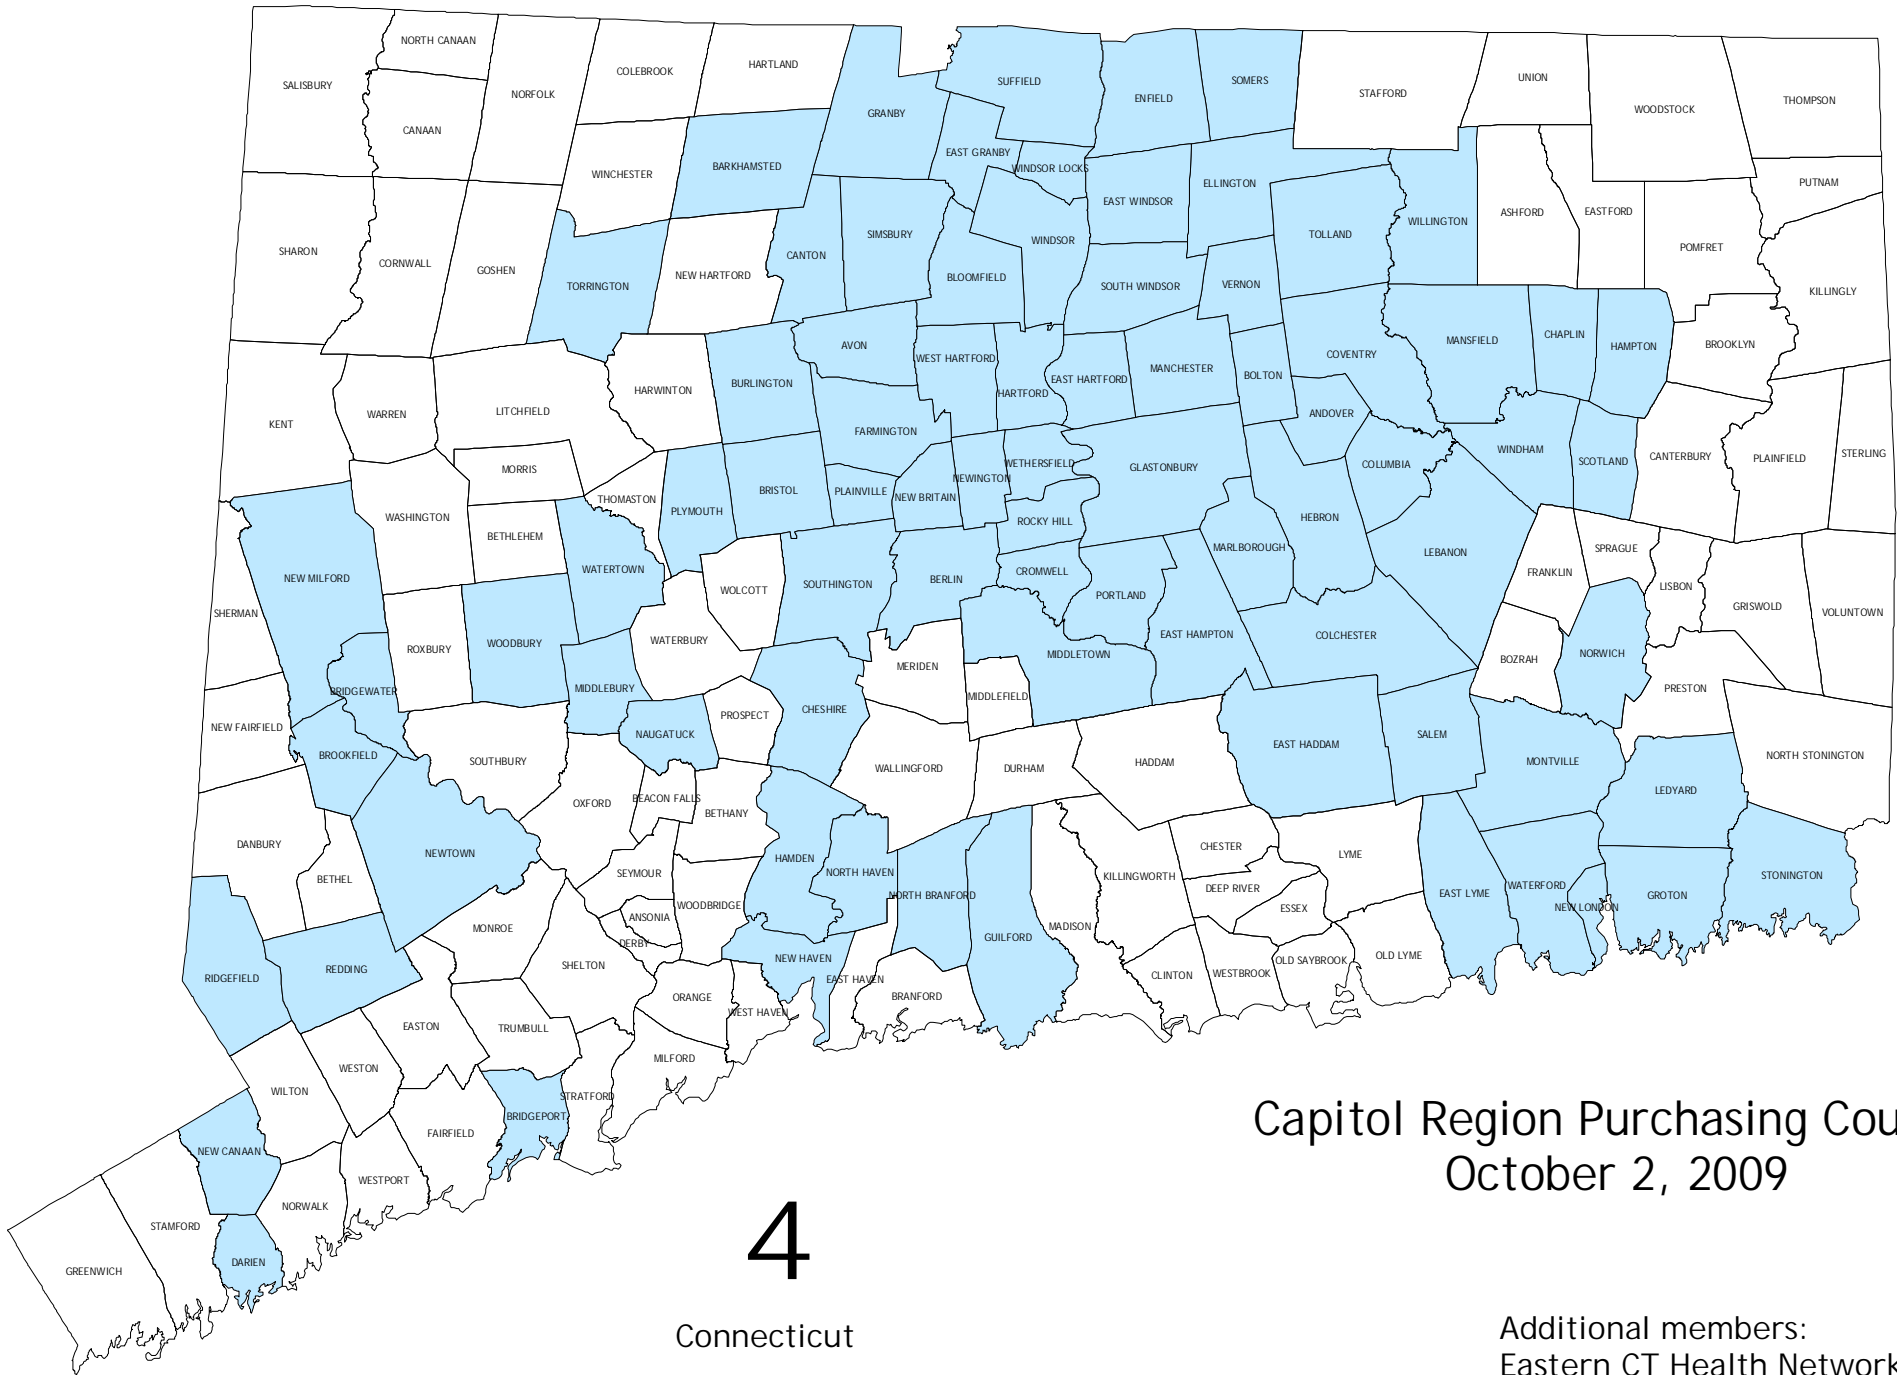 NORTH CANAAN
COLEBROOK
HARTLAND
SALISBURY
NORFOLK
CANAAN
SUFFIELD
ENFIELD
SOMERS
STAFFORD
UNION
WOODSTOCK
THOMPSON
GRANBY
BARKHAMSTED
WINCHESTER
EAST GRANBY
WINDSOR LOCKS
EAST WINDSOR
ELLINGTON
WILLINGTON
ASHFORD
EASTFORD
PUTNAM
SHARON
CORNWALL
GOSHEN
TORRINGTON
NEW HARTFORD
CANTON
SIMSBURY
BLOOMFIELD
WINDSOR
SOUTH WINDSOR
VERNON
TOLLAND
POMFRET
KILLINGLY
KENT
WARREN
LITCHFIELD
HARWINTON
BURLINGTON
AVON
WEST HARTFORD
HARTFORD
EAST HARTFORD
MANCHESTER
BOLTON
COVENTRY
ANDOVER
MANSFIELD
CHAPLIN
HAMPTON
BROOKLYN
MORRIS
THOMASTON
PLYMOUTH
BRISTOL
FARMINGTON
PLAINVILLE
NEW BRITAIN
NEWINGTON
WETHERSFIELD
GLASTONBURY
COLUMBIA
WINDHAM
SCOTLAND
CANTERBURY
PLAINFIELD
STERLING
WASHINGTON
BETHLEHEM
WATERTOWN
ROCKY HILL
HEBRON
MARLBOROUGH
LEBANON
FRANKLIN
SPRAGUE
LISBON
GRISWOLD
VOLUNTOWN
NEW MILFORD
SHERMAN
ROXBURY
WOODBURY
WATERBURY
WOLCOTT
SOUTHINGTON
BERLIN
CROMWELL
PORTLAND
EAST HAMPTON
COLCHESTER
BOZRAH
NORWICH
PRESTON
BRIDGEWATER
MIDDLEBURY
MERIDEN
MIDDLETOWN
MIDDLEFIELD
NEW FAIRFIELD
BROOKFIELD
SOUTHBURY
NAUGATUCK
PROSPECT
CHESHIRE
WALLINGFORD
DURHAM
HADDAM
EAST HADDAM
SALEM
MONTVILLE
NORTH STONINGTON
LEDYARD
DANBURY
BETHEL
NEWTOWN
OXFORD
BEACON FALLS
BETHANY
HAMDEN
NORTH HAVEN
NORTH BRANFORD
KILLINGWORTH
CHESTER
DEEP RIVER
ESSEX
LYME
EAST LYME
WATERFORD
NEW LONDON
GROTON
STONINGTON
SEYMOUR
ANSONIA
DERBY
WOODBRIDGE
MONROE
SHELTON
RIDGEFIELD
REDDING
NEW HAVEN
EAST HAVEN
BRANFORD
GUILFORD
MADISON
CLINTON
WESTBROOK
OLD SAYBROOK
OLD LYME
EASTON
TRUMBULL
ORANGE
WEST HAVEN
MILFORD
WILTON
WESTON
STRATFORD
BRIDGEPORT
FAIRFIELD
NEW CANAAN
WESTPORT
NORWALK
STAMFORD
DARIEN
GREENWICH
Capitol Region Purchasing Cou
October 2, 2009
4
Connecticut
Additional members:
Eastern CT Health Network